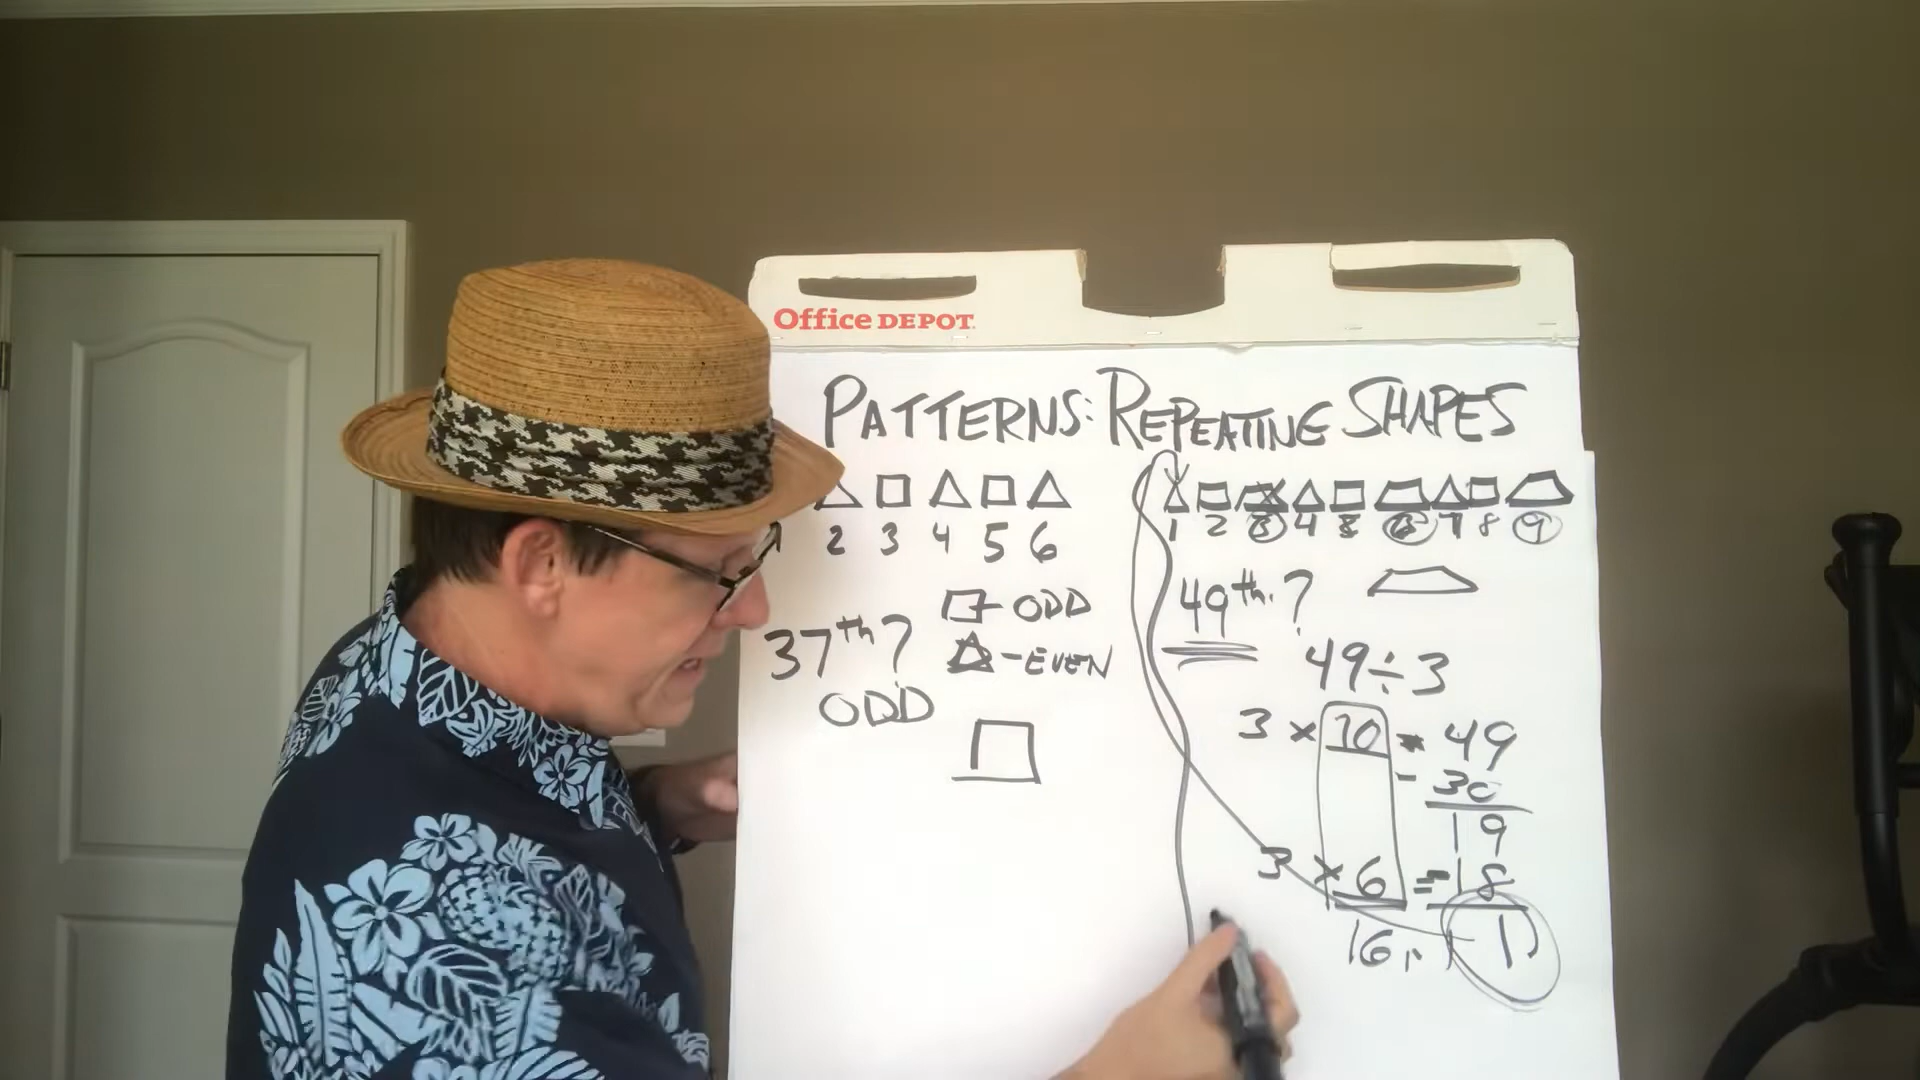 Office DEPOT
PATTERNS: REPEATING SHAPES
2 3 4 5 6
1 2 3 4 5 6 7 8 9
- ODD
37th?
- EVEN
ODD
49th. ?
49 ÷ 3
3 × 10 = 49
- 30
19
3 × 6 = 18
16 r 1 1